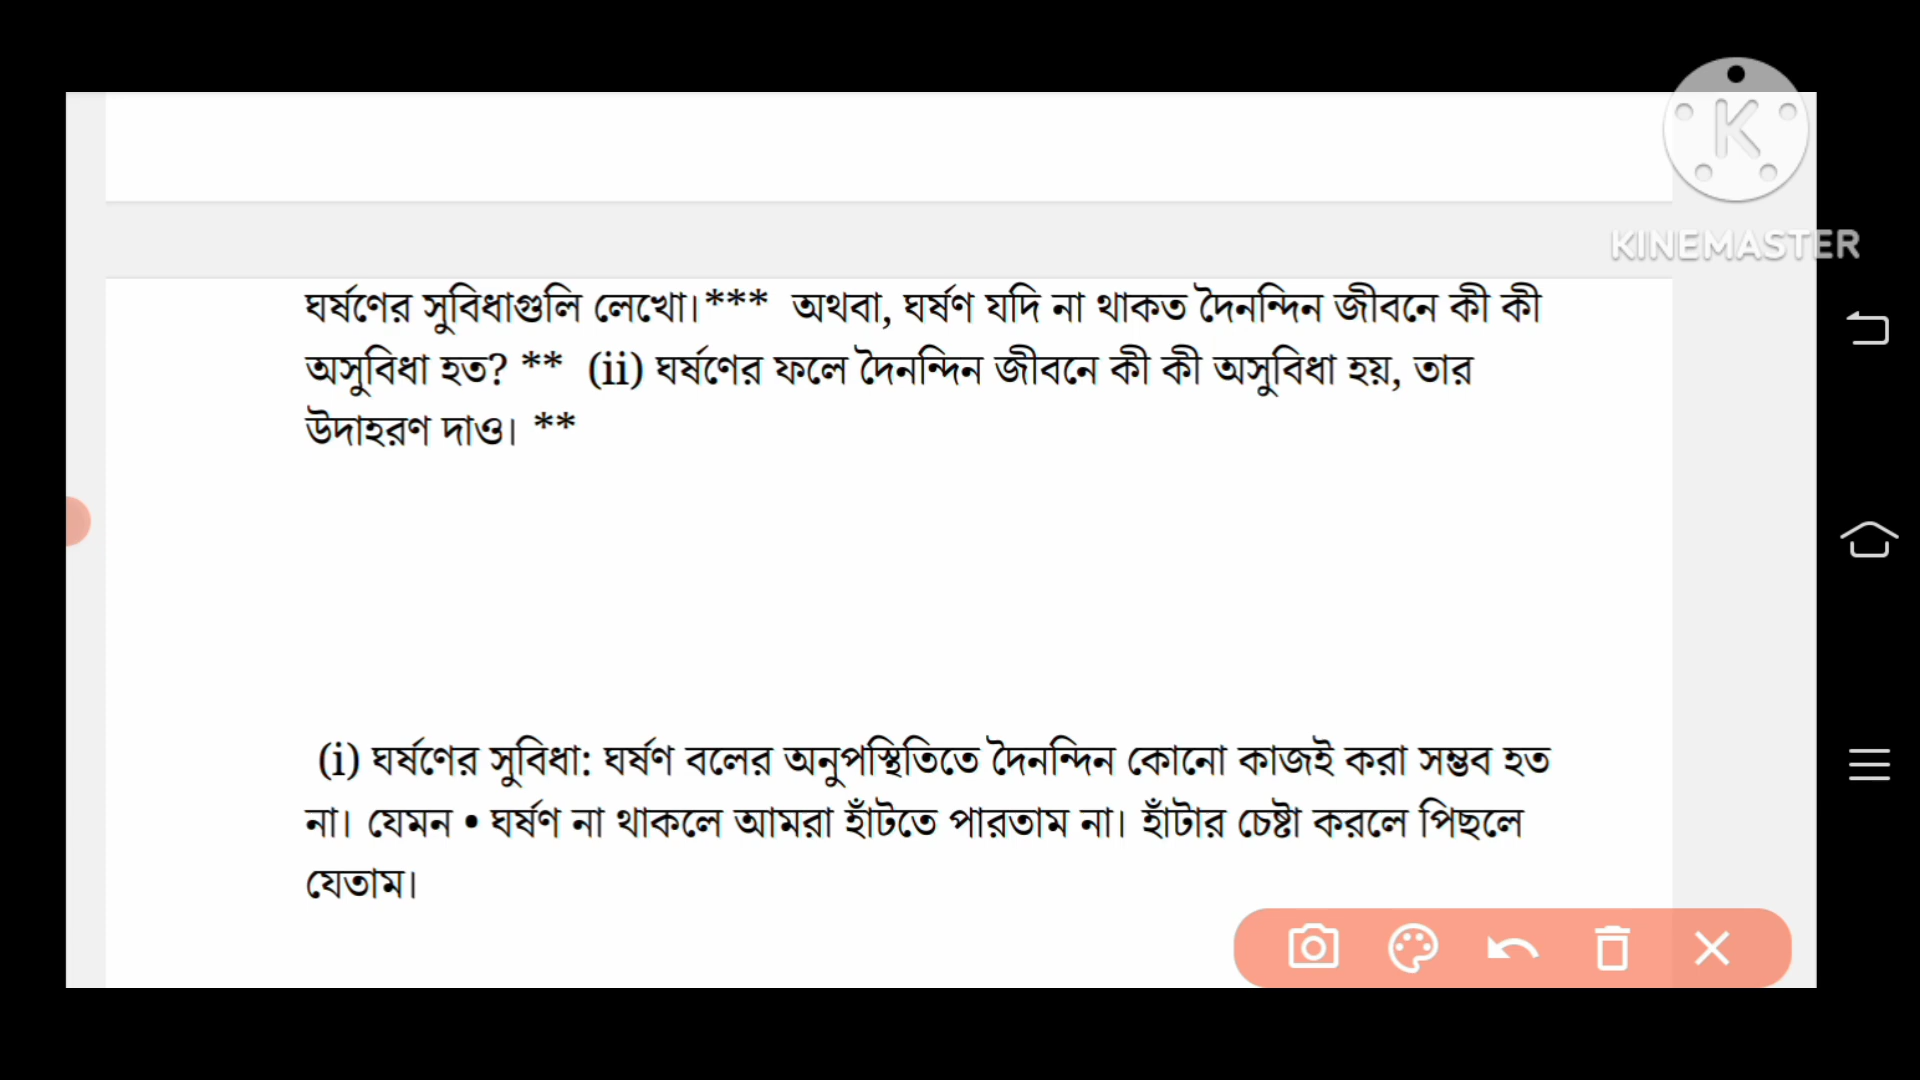 KINEMASTER
ঘর্ষণের সুবিধাগুলি লেখো।*** অথবা, ঘর্ষণ যদি না থাকত দৈনন্দিন জীবনে কী কী
অসুবিধা হত? ** (ii) ঘর্ষণের ফলে দৈনন্দিন জীবনে কী কী অসুবিধা হয়, তার
উদাহরণ দাও। **
(i) ঘর্ষণের সুবিধা: ঘর্ষণ বলের অনুপস্থিতিতে দৈনন্দিন কোনো কাজই করা সম্ভব হত
না। যেমন • ঘর্ষণ না থাকলে আমরা হাঁটতে পারতাম না। হাঁটার চেষ্টা করলে পিছলে
যেতাম।